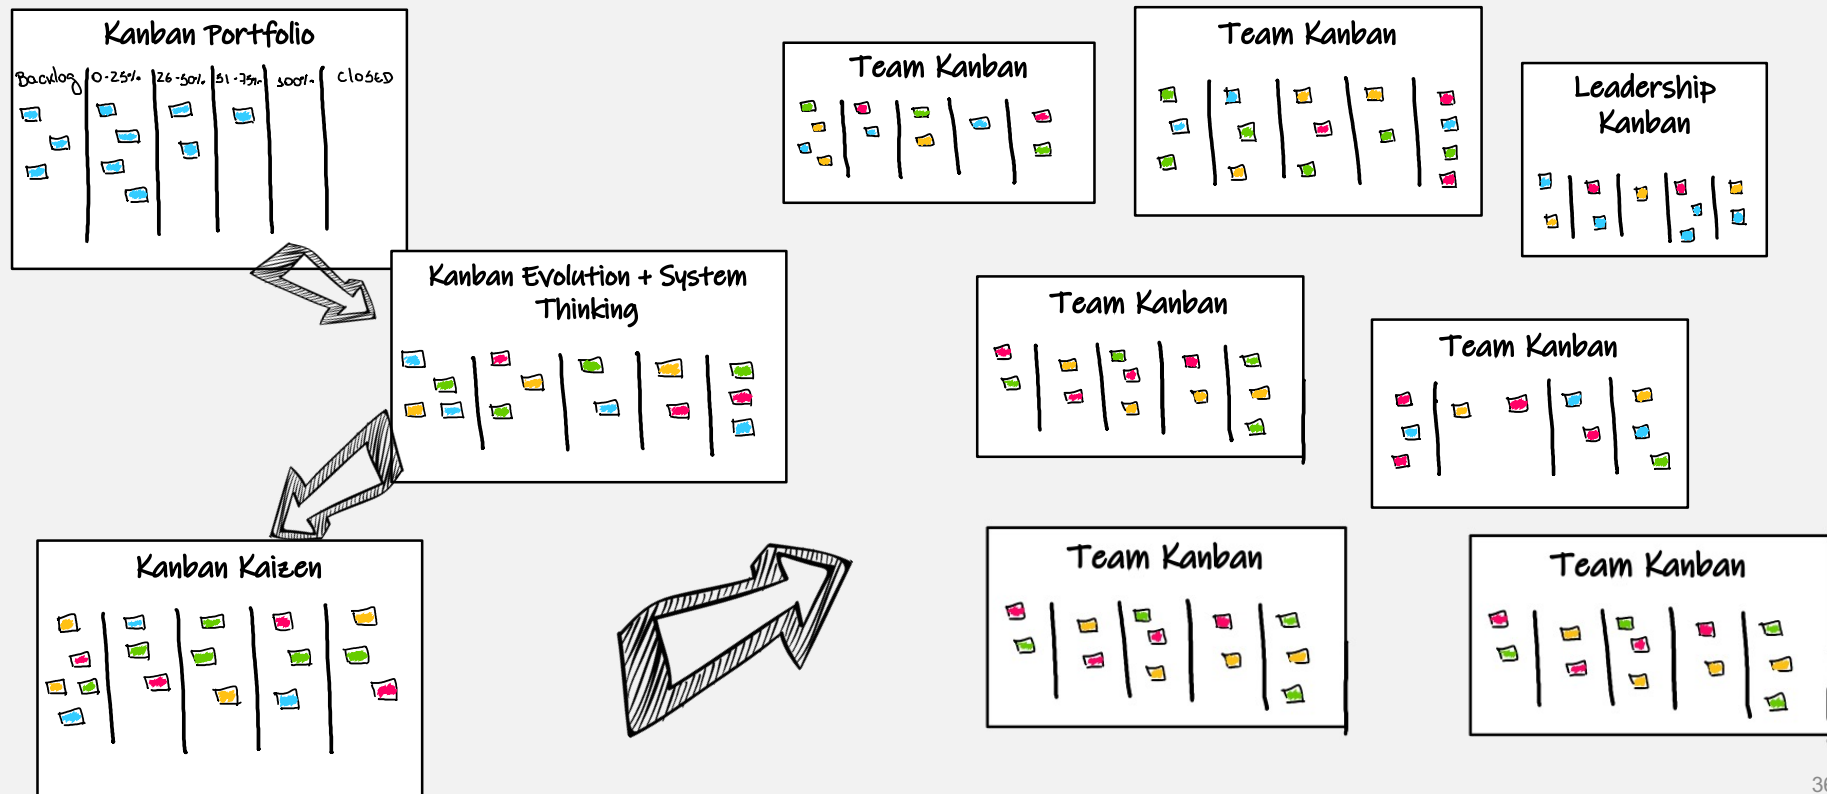 Kanban Portfolio
Backlog 0-25% 26-50% 51-75% 100% CLOSED
Kanban Evolution + System
Thinking
Kanban Kaizen
Team Kanban
Team Kanban
Leadership
Kanban
Team Kanban
Team Kanban
Team Kanban
Team Kanban
36